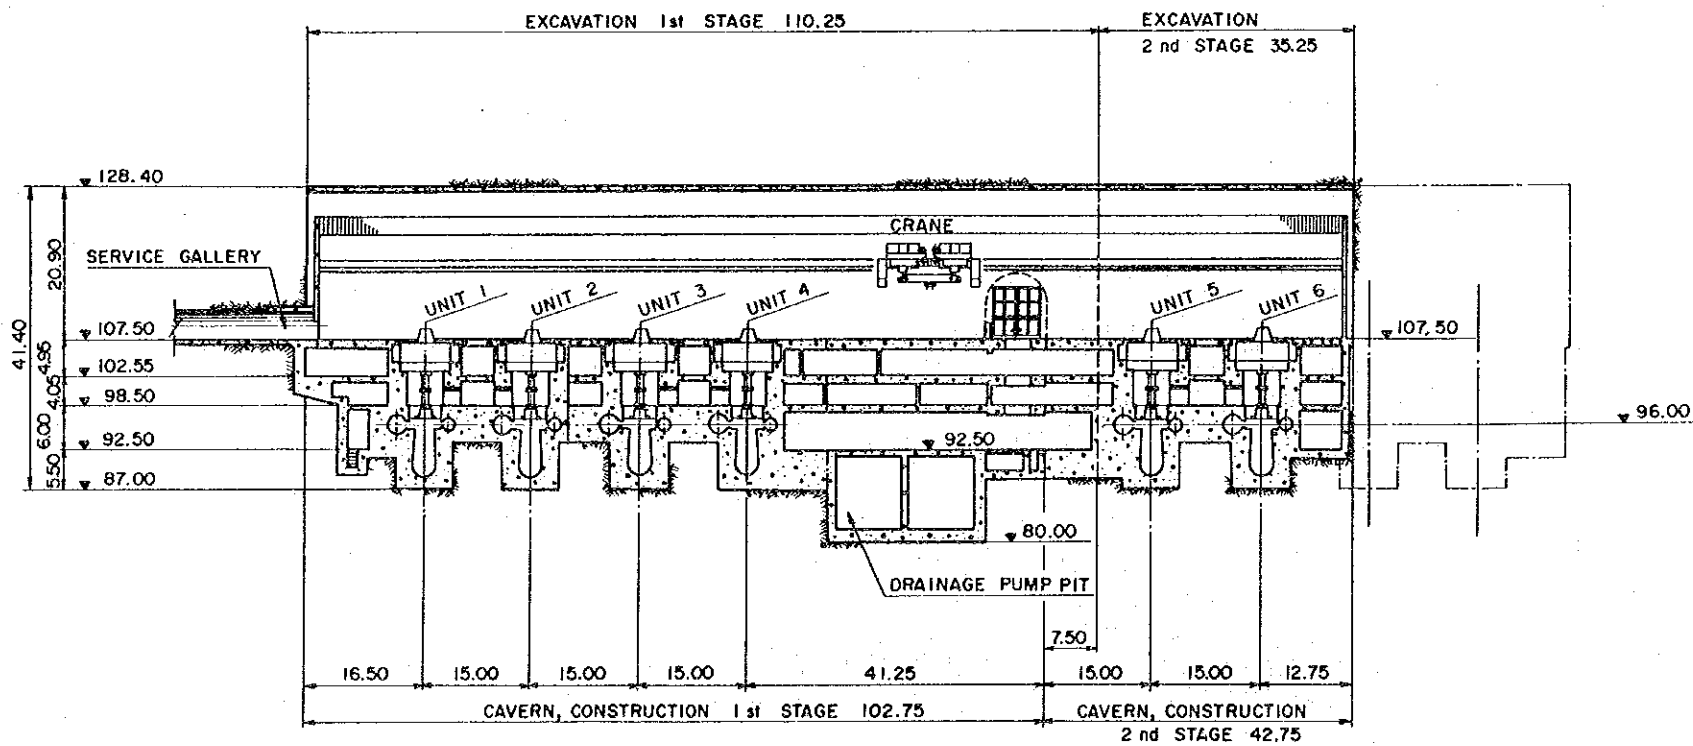 EXCAVATION 1st STAGE 110.25
EXCAVATION
2 nd STAGE 35.25
128.40
CRANE
20.90
SERVICE GALLERY
UNIT 1
UNIT 2
UNIT 3
UNIT 4
UNIT 5
UNIT 6
107.50
107.50
41.40
4.95
102.55
4.05
98.50
96.00
6.00
92.50
92.50
5.50
87.00
80.00
DRAINAGE PUMP PIT
7.50
16.50 15.00 15.00 15.00 41.25 15.00 15.00 12.75
CAVERN, CONSTRUCTION 1 st STAGE 102.75
CAVERN, CONSTRUCTION
2 nd STAGE 42.75